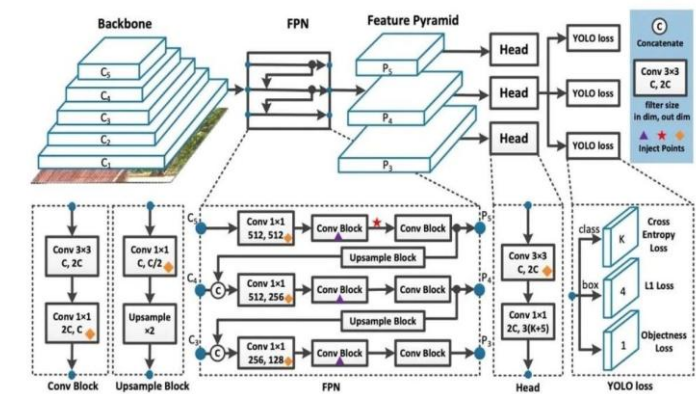 Backbone
FPN
Feature Pyramid
C5
C4
C3
C2
C1
P5
P4
P3
Head
Head
Head
YOLO loss
YOLO loss
YOLO loss
C
Concatenate
Conv 3×3
C, 2C
filter size
in dim, out dim
Inject Points
Conv 3×3
C, 2C
Conv 1×1
2C, C
Conv Block
Conv 1×1
C, C/2
Upsample
×2
Upsample Block
C5
Conv 1×1
512, 512
Conv Block
Conv Block
P5
Upsample Block
C4
C
Conv 1×1
512, 256
Conv Block
Conv Block
P4
Upsample Block
C3
C
Conv 1×1
256, 128
Conv Block
Conv Block
P3
FPN
Conv 3×3
C, 2C
Conv 1×1
2C, 3(K+5)
Head
class
K
Cross
Entropy
Loss
box
4
L1 Loss
1
Objectness
Loss
YOLO loss